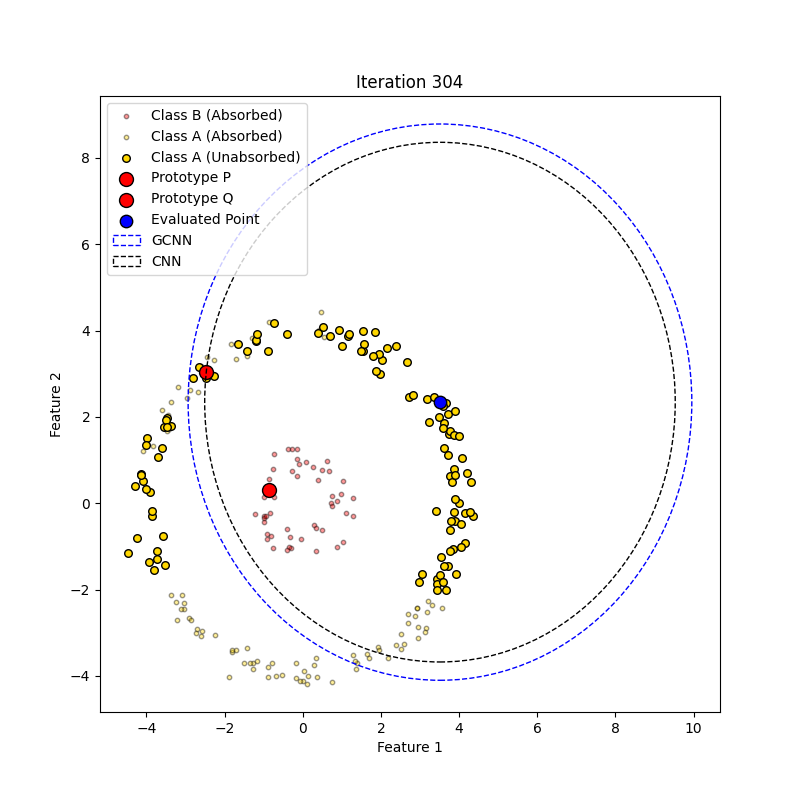 Iteration 304
Class B (Absorbed)
Class A (Absorbed)
Class A (Unabsorbed)
Prototype P
Prototype Q
Evaluated Point
GCNN
CNN
Feature 2
8
6
4
2
0
−2
−4
−4 −2 0 2 4 6 8 10
Feature 1